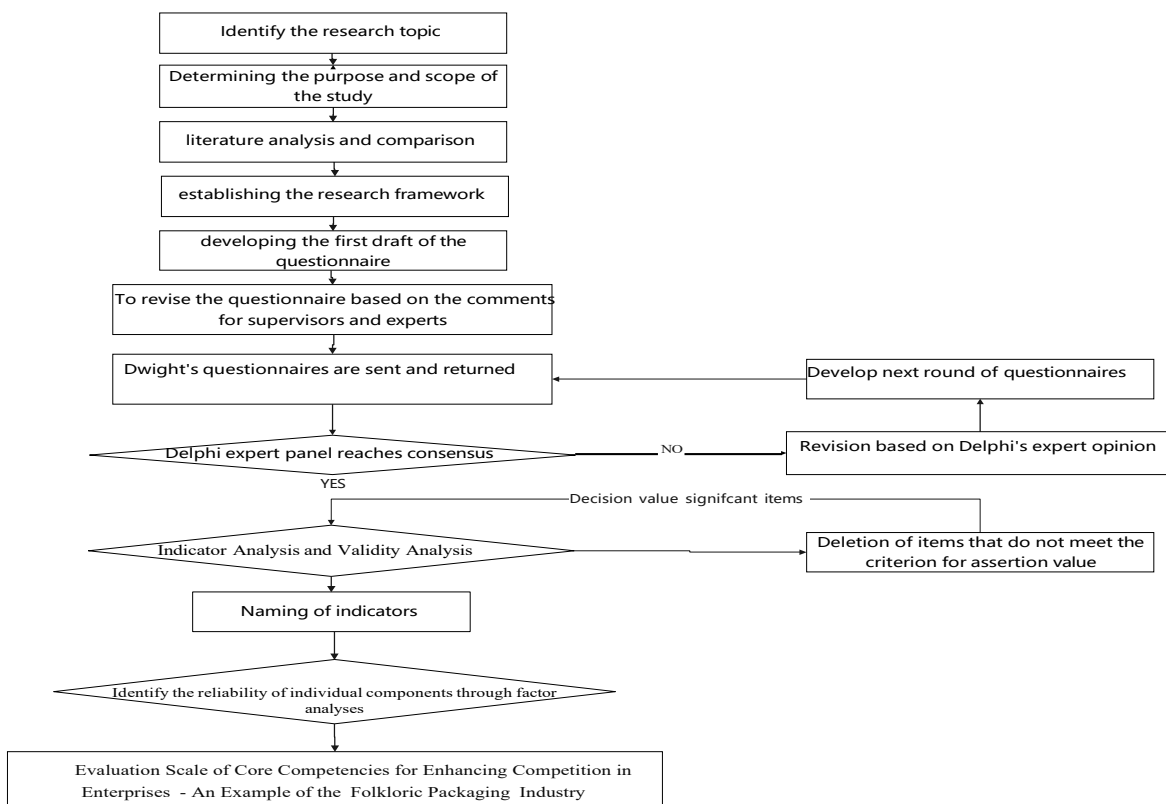 Identify the research topic
Determining the purpose and scope of
the study
literature analysis and comparison
establishing the research framework
developing the first draft of the
questionnaire
To revise the questionnaire based on the comments
for supervisors and experts
Dwight's questionnaires are sent and returned
Develop next round of questionnaires
Delphi expert panel reaches consensus
NO
Revision based on Delphi's expert opinion
YES
Decision value signifcant items
Indicator Analysis and Validity Analysis
Deletion of items that do not meet the
criterion for assertion value
Naming of indicators
Identify the reliability of individual components through factor
analyses
Evaluation Scale of Core Competencies for Enhancing Competition in
Enterprises - An Example of the Folkloric Packaging Industry